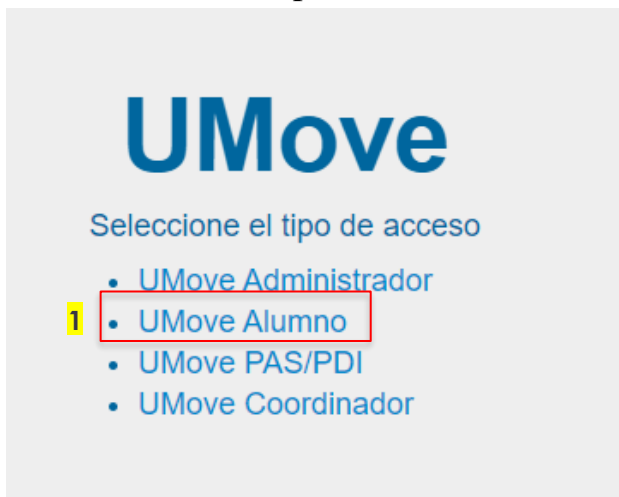 UMove
Seleccione el tipo de acceso
• UMove Administrador
1 • UMove Alumno
• UMove PAS/PDI
• UMove Coordinador